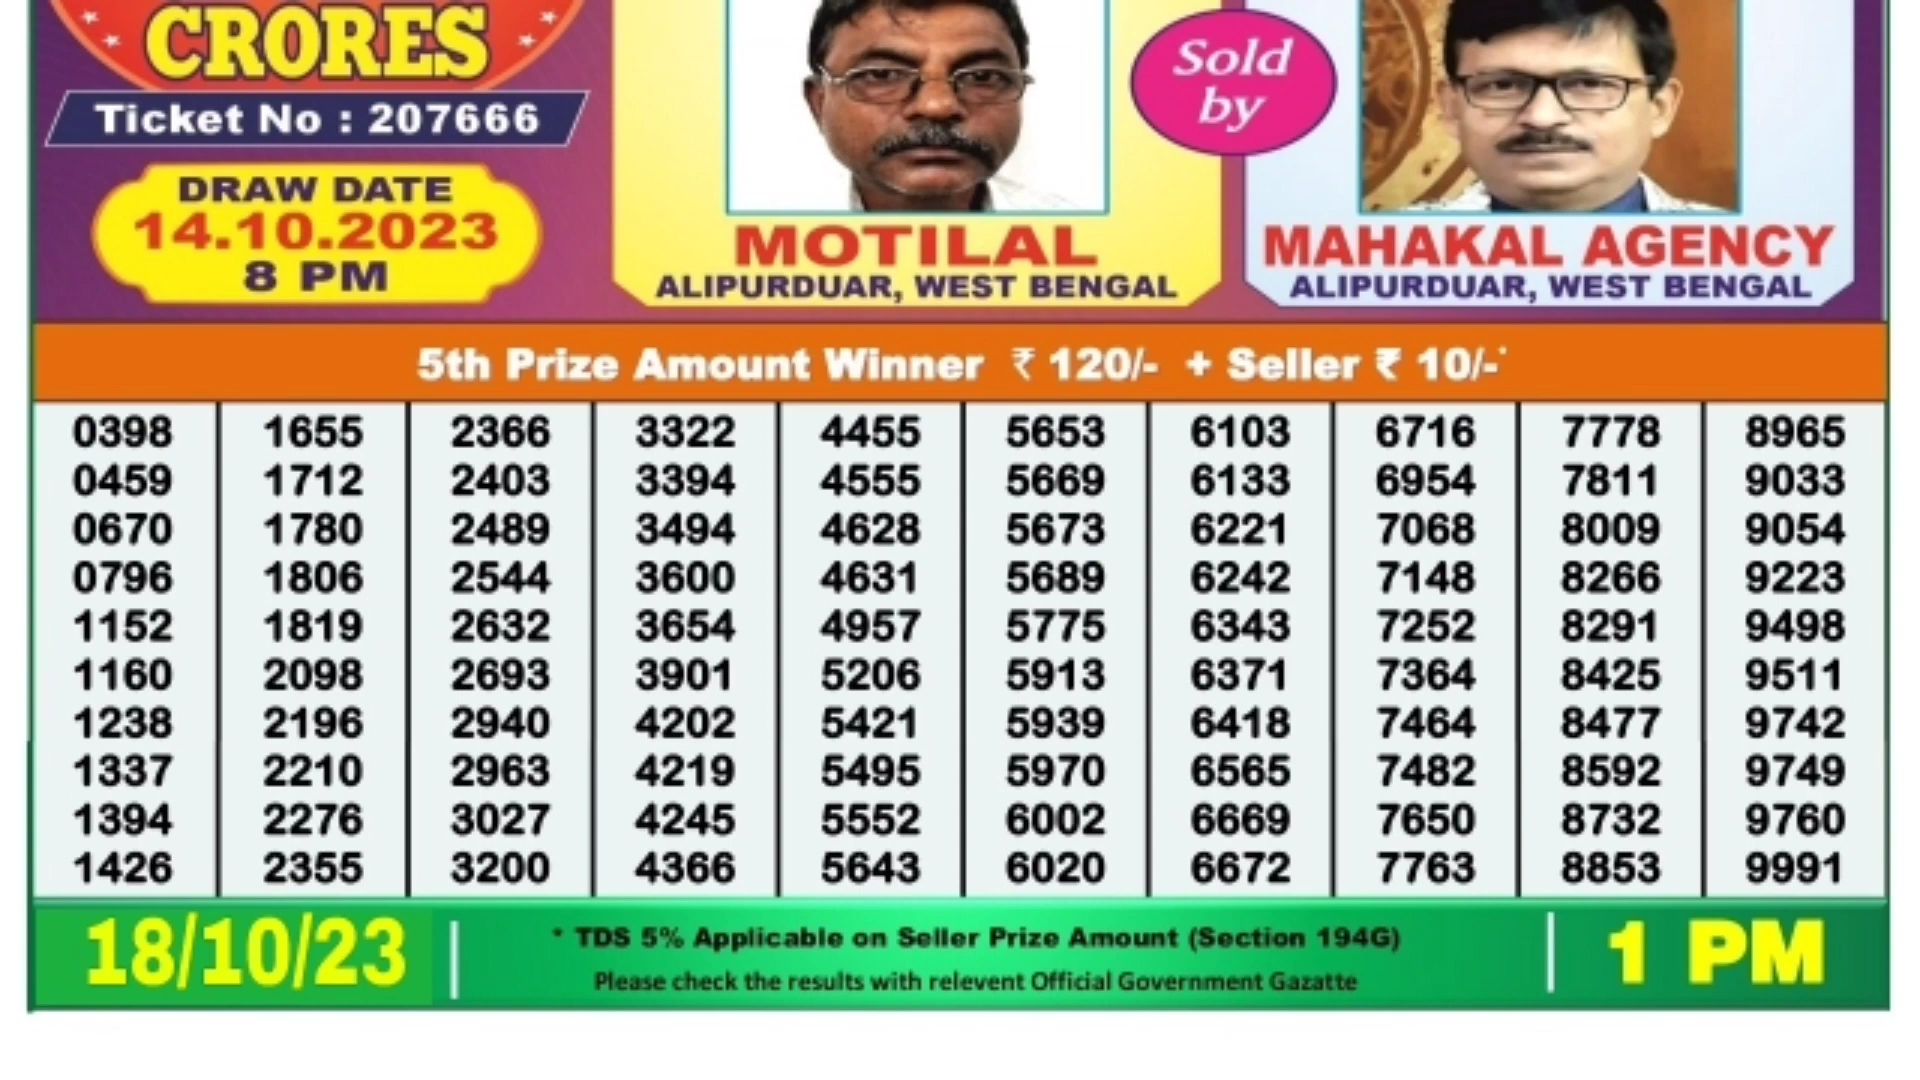 CRORES
Ticket No : 207666
DRAW DATE
14.10.2023
8 PM
MOTILAL
ALIPURDUAR, WEST BENGAL
Sold
by
MAHAKAL AGENCY
ALIPURDUAR, WEST BENGAL
5th Prize Amount Winner ₹ 120/- + Seller ₹ 10/-*
0398 1655 2366 3322 4455 5653 6103 6716 7778 8965
0459 1712 2403 3394 4555 5669 6133 6954 7811 9033
0670 1780 2489 3494 4628 5673 6221 7068 8009 9054
0796 1806 2544 3600 4631 5689 6242 7148 8266 9223
1152 1819 2632 3654 4957 5775 6343 7252 8291 9498
1160 2098 2693 3901 5206 5913 6371 7364 8425 9511
1238 2196 2940 4202 5421 5939 6418 7464 8477 9742
1337 2210 2963 4219 5495 5970 6565 7482 8592 9749
1394 2276 3027 4245 5552 6002 6669 7650 8732 9760
1426 2355 3200 4366 5643 6020 6672 7763 8853 9991
18/10/23
* TDS 5% Applicable on Seller Prize Amount (Section 194G)
Please check the results with relevent Official Government Gazatte
1 PM